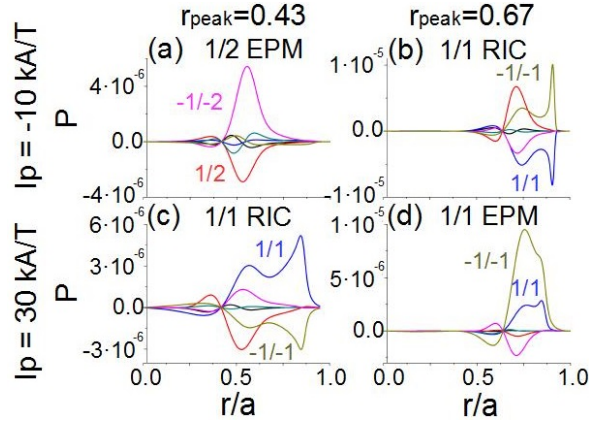 r_peak=0.43 r_peak=0.67
Ip = -10 kA/T
Ip = 30 kA/T
(a) 1/2 EPM
P
4·10^-6
0.0
-4·10^-6
-1/-2
1/2
(b) 1/1 RIC
1·10^-5
0.0
-1·10^-5
-1/-1
1/1
(c) 1/1 RIC
P
6·10^-6
3·10^-6
0.0
-3·10^-6
1/1
-1/-1
0.0 0.5 1.0
r/a
(d) 1/1 EPM
1·10^-5
5·10^-6
0.0
-1/-1
1/1
0.0 0.5 1.0
r/a